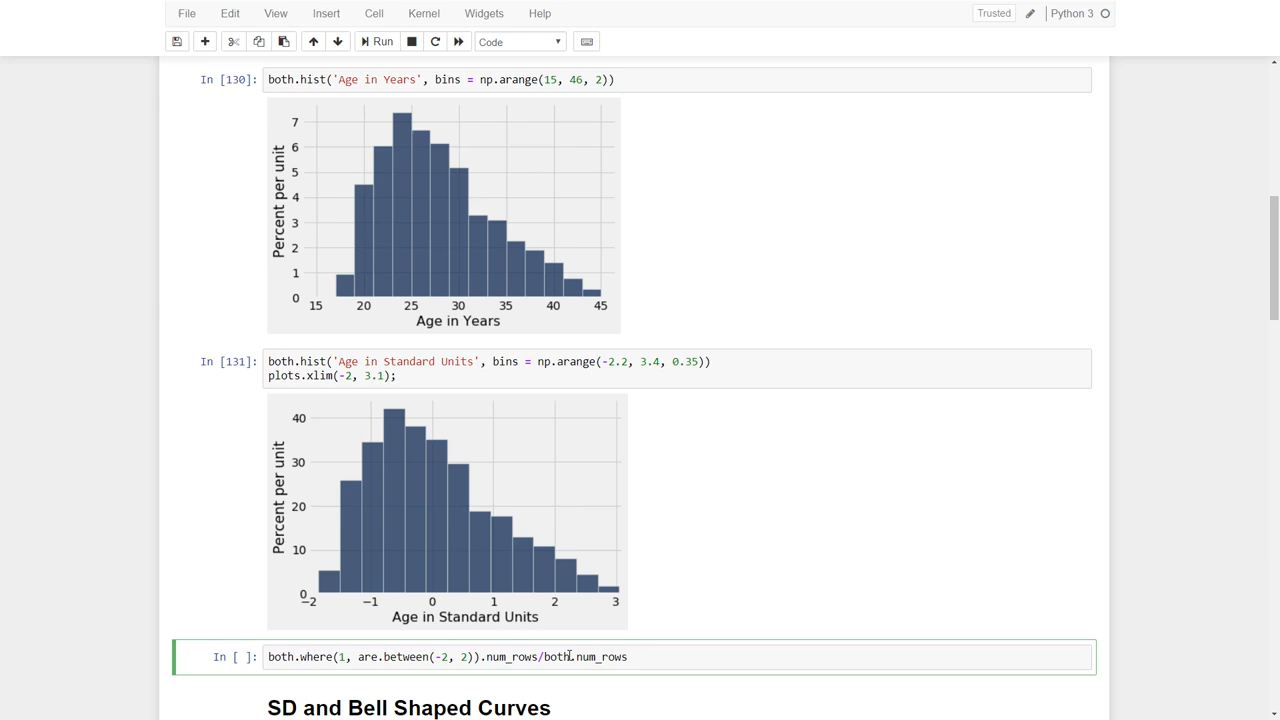 File Edit View Insert Cell Kernel Widgets Help Trusted Python 3
Run Code
In [130]: both.hist('Age in Years', bins = np.arange(15, 46, 2))
7
6
5
4
3
2
1
0
Percent per unit
15 20 25 30 35 40 45
Age in Years
In [131]: both.hist('Age in Standard Units', bins = np.arange(-2.2, 3.4, 0.35))
plots.xlim(-2, 3.1);
40
30
20
10
0
Percent per unit
−2 −1 0 1 2 3
Age in Standard Units
In [ ]: both.where(1, are.between(-2, 2)).num_rows/both.num_rows
SD and Bell Shaped Curves